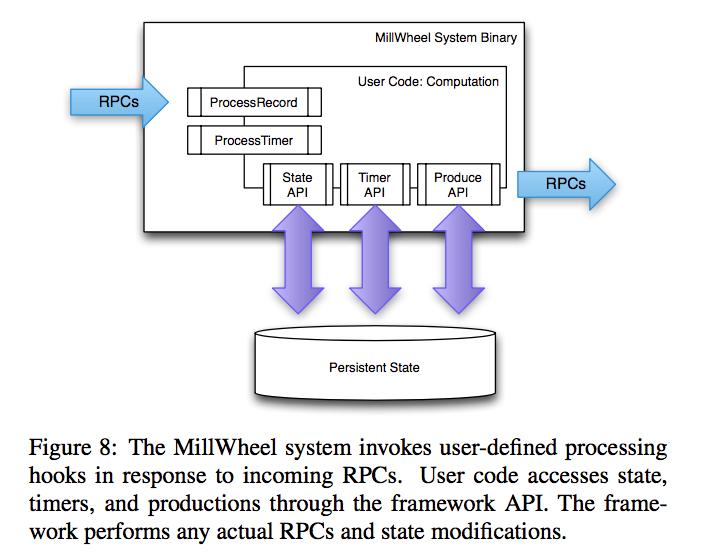 MillWheel System Binary
User Code: Computation
RPCs
ProcessRecord
ProcessTimer
State
API
Timer
API
Produce
API
RPCs
Persistent State
Figure 8: The MillWheel system invokes user-defined processing
hooks in response to incoming RPCs. User code accesses state,
timers, and productions through the framework API. The frame-
work performs any actual RPCs and state modifications.